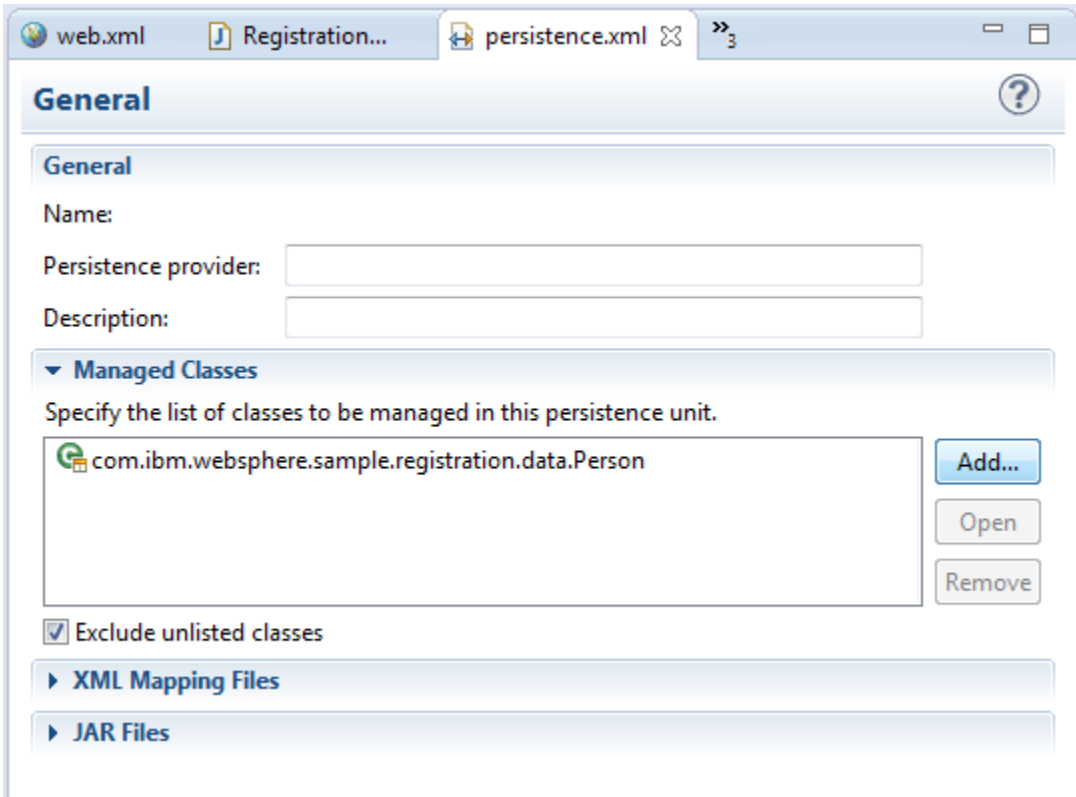 web.xml Registration... persistence.xml »3
General
General
Name:
Persistence provider:
Description:
Managed Classes
Specify the list of classes to be managed in this persistence unit.
com.ibm.websphere.sample.registration.data.Person
Add...
Open
Remove
Exclude unlisted classes
XML Mapping Files
JAR Files